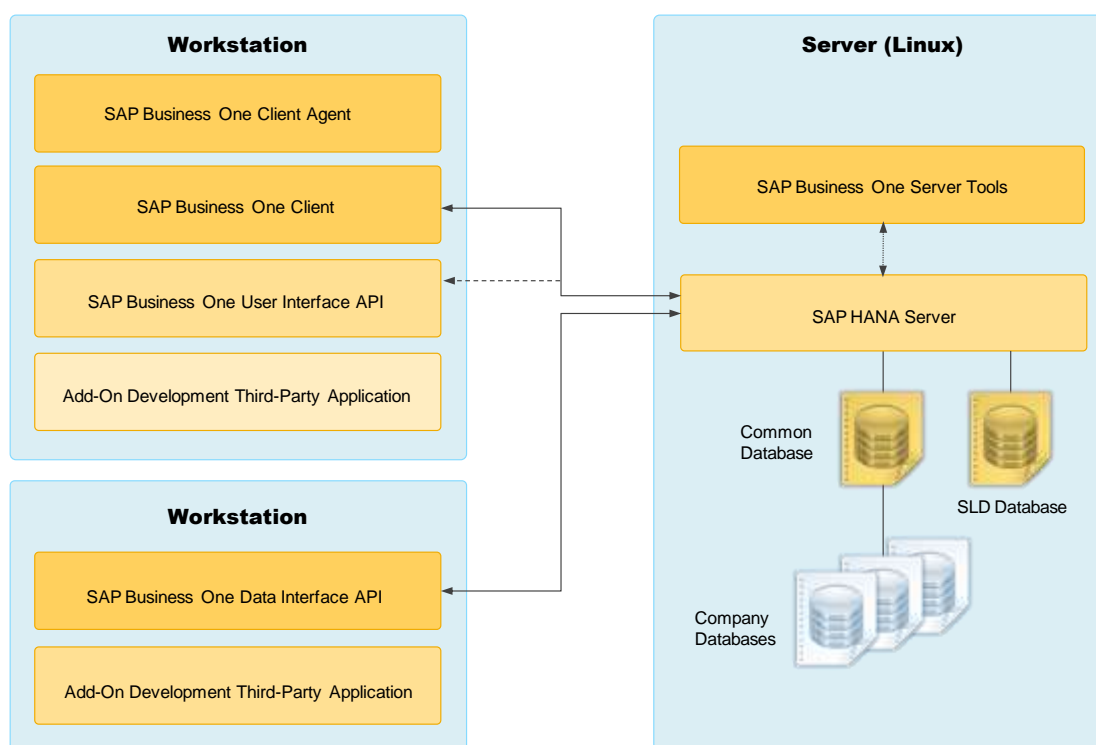 Workstation
SAP Business One Client Agent
SAP Business One Client
SAP Business One User Interface API
Add-On Development Third-Party Application
Workstation
SAP Business One Data Interface API
Add-On Development Third-Party Application
Server (Linux)
SAP Business One Server Tools
SAP HANA Server
Common
Database
SLD Database
Company
Databases